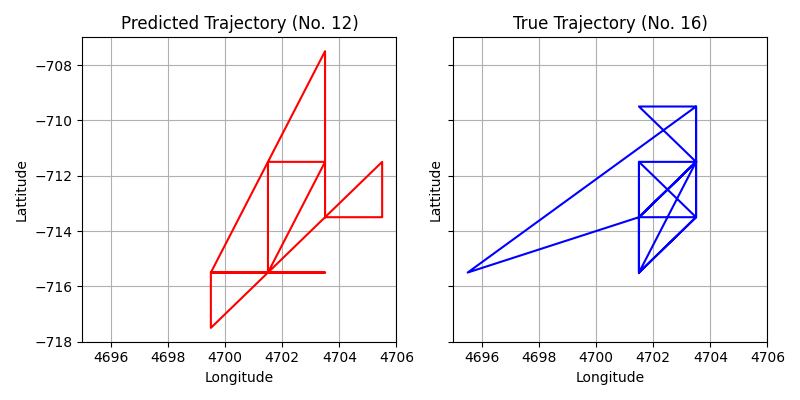 Predicted Trajectory (No. 12)
True Trajectory (No. 16)
−708
−710
−712
−714
−716
−718
Lattitude
Lattitude
4696 4698 4700 4702 4704 4706
4696 4698 4700 4702 4704 4706
Longitude
Longitude